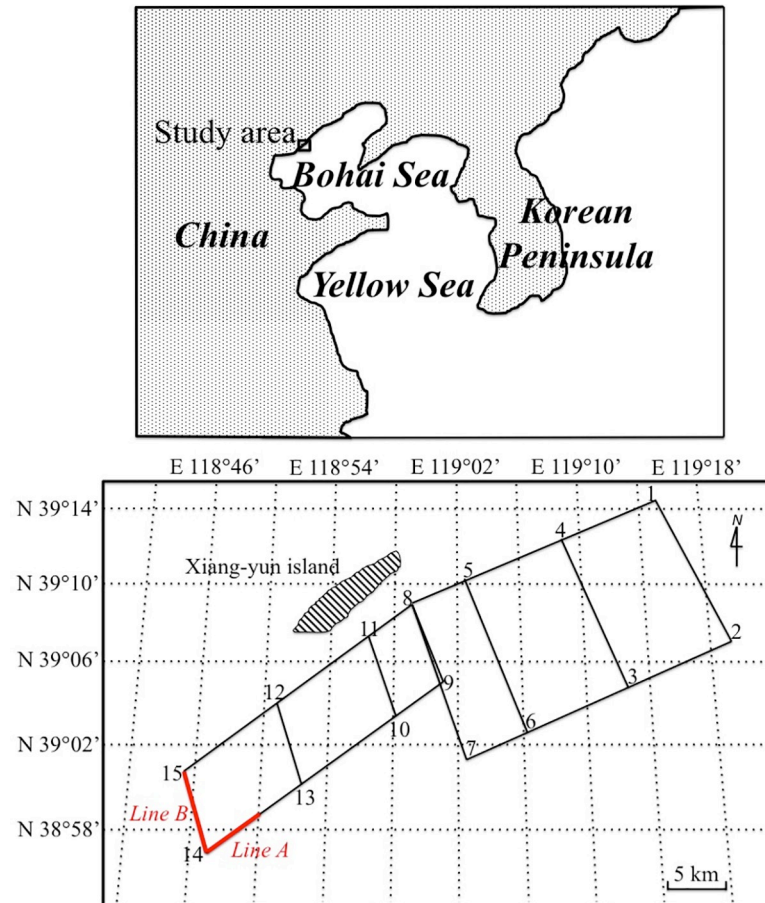 Study area
Bohai Sea
China
Korean
Peninsula
Yellow Sea
E 118°46’ E 118°54’ E 119°02’ E 119°10’ E 119°18’
N 39°14’
1
N
4
Xiang-yun island
5
N 39°10’
8
11
2
N 39°06’
9
3
12
10
6
7
N 39°02’
15
13
Line B
N 38°58’
14
Line A
5 km